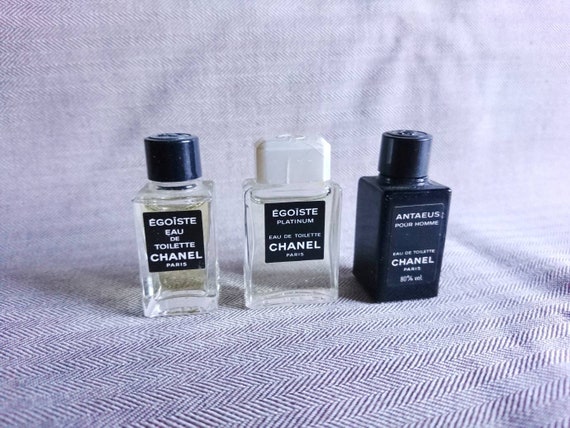 ÉGOÏSTE
EAU
DE
TOILETTE
CHANEL
PARIS
ÉGOÏSTE
PLATINUM
EAU DE TOILETTE
CHANEL
PARIS
ANTAEUS
POUR HOMME
EAU DE TOILETTE
CHANEL
PARIS
80% vol.